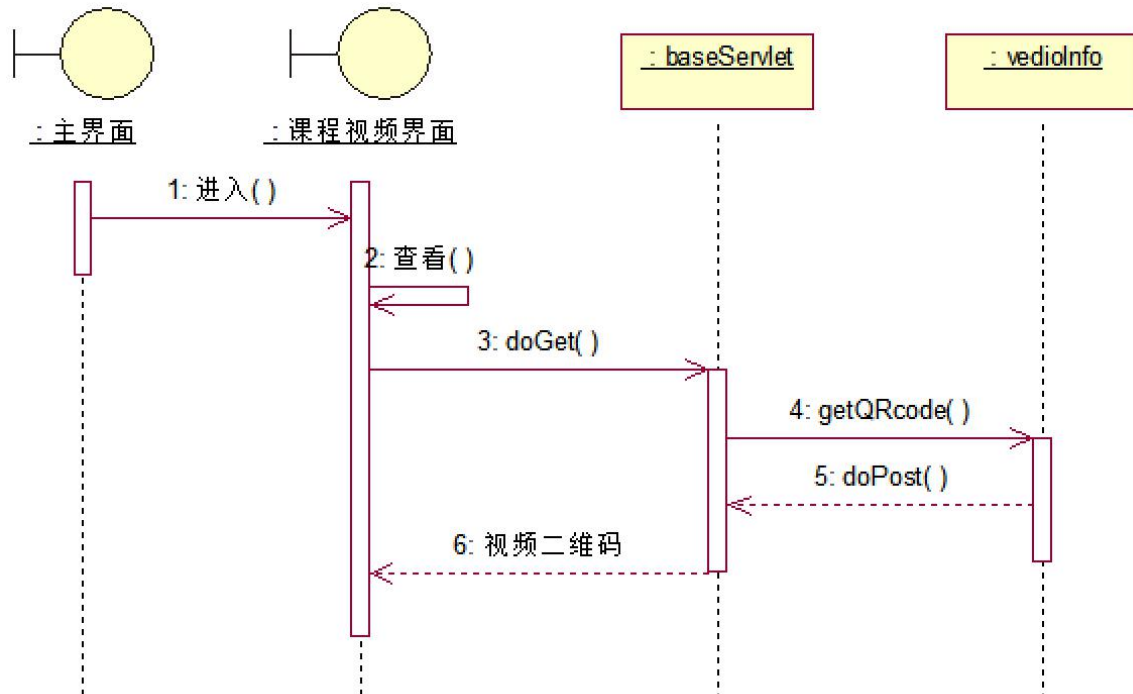 : baseServlet
: vedioInfo
: 主界面
: 课程视频界面
1: 进入( )
2: 查看( )
3: doGet( )
4: getQRcode( )
5: doPost( )
6: 视频二维码